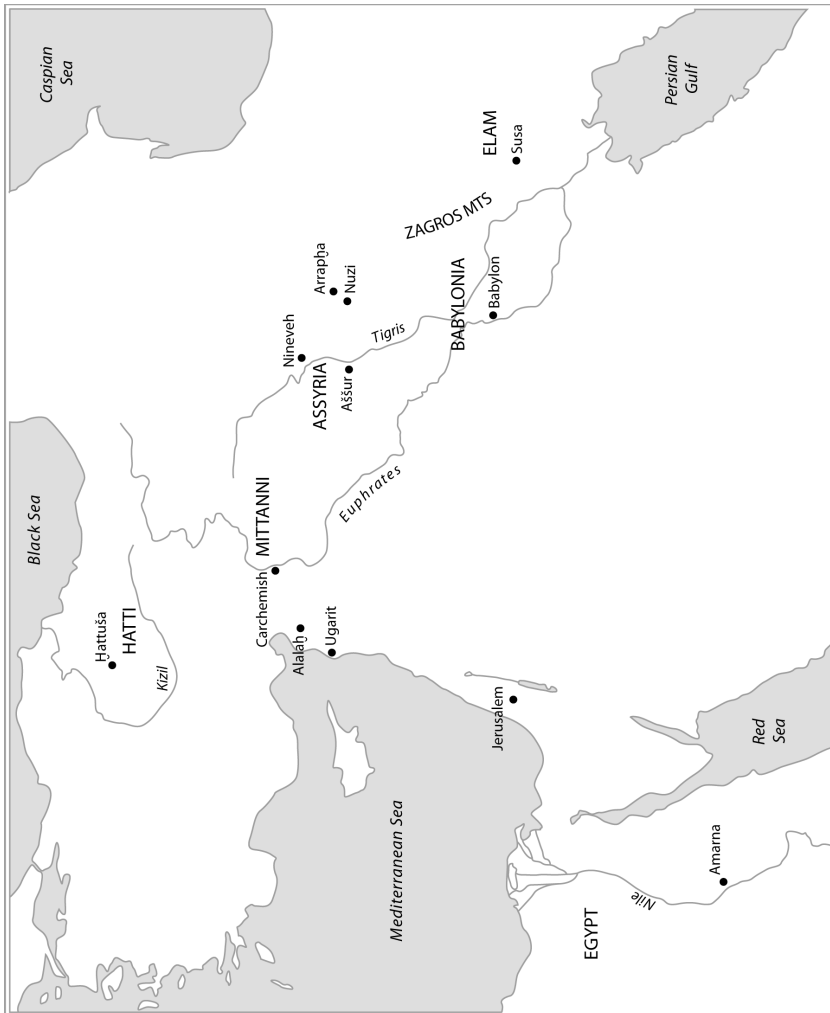 Black Sea
Caspian
Sea
Ḫattuša
HATTI
Kizil
Carchemish
MITTANNI
Nineveh
Alalaḫ
ASSYRIA
Arrapḫa
Ugarit
Aššur
Nuzi
Euphrates
Tigris
Mediterranean Sea
ZAGROS MTS
BABYLONIA
ELAM
Babylon
Jerusalem
Susa
EGYPT
Nile
Persian
Gulf
Amarna
Red
Sea